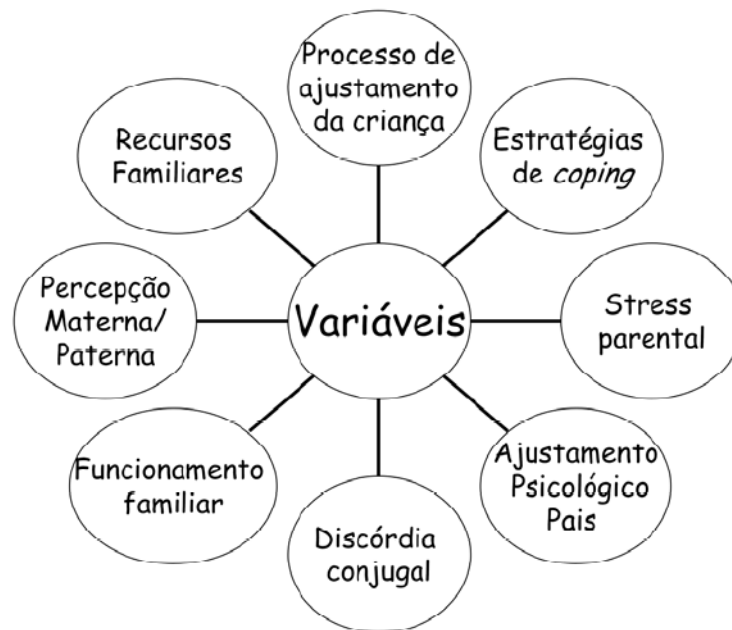 Processo de
ajustamento
da criança
Estratégias
de coping
Stress
parental
Ajustamento
Psicológico
Pais
Discórdia
conjugal
Funcionamento
familiar
Percepção
Materna/
Paterna
Recursos
Familiares
Variáveis